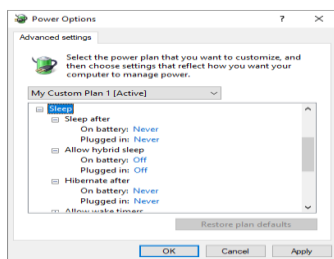 Power Options
Advanced settings
Select the power plan that you want to customize, and
then choose settings that reflect how you want your
computer to manage power.
My Custom Plan 1 [Active]
Sleep
Sleep after
On battery: Never
Plugged in: Never
Allow hybrid sleep
On battery: Off
Plugged in: Off
Hibernate after
On battery: Never
Plugged in: Never
Allow wake timers
Restore plan defaults
OK
Cancel
Apply